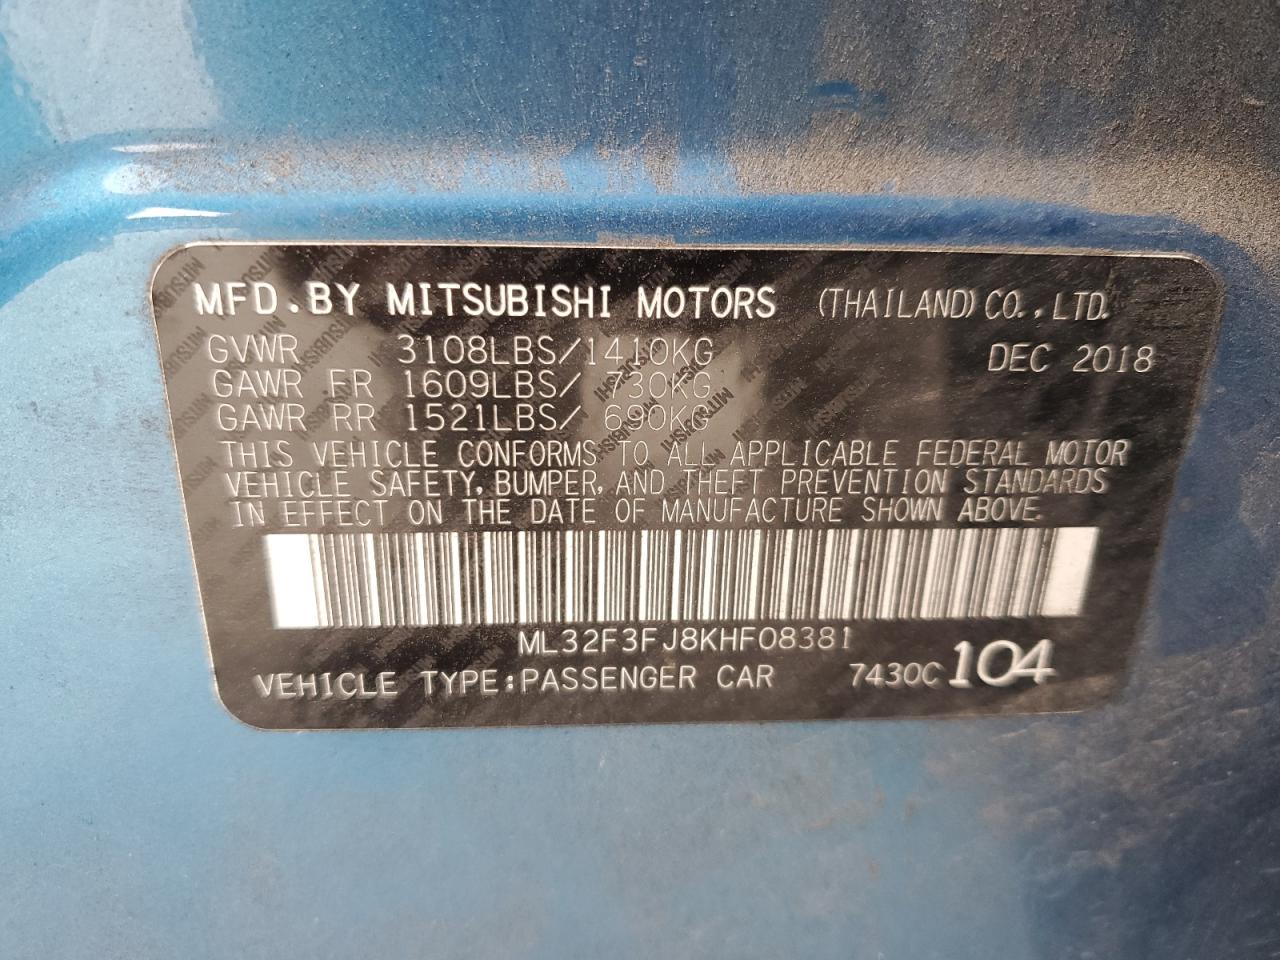 MFD.BY MITSUBISHI MOTORS (THAILAND) CO.,LTD.
GVWR 3108LBS/1410KG DEC 2018
GAWR FR 1609LBS/ 730KG
GAWR RR 1521LBS/ 690KG
THIS VEHICLE CONFORMS TO ALL APPLICABLE FEDERAL MOTOR
VEHICLE SAFETY, BUMPER, AND THEFT PREVENTION STANDARDS
IN EFFECT ON THE DATE OF MANUFACTURE SHOWN ABOVE.
ML32F3FJ8KHF08381
VEHICLE TYPE:PASSENGER CAR 7430C 104